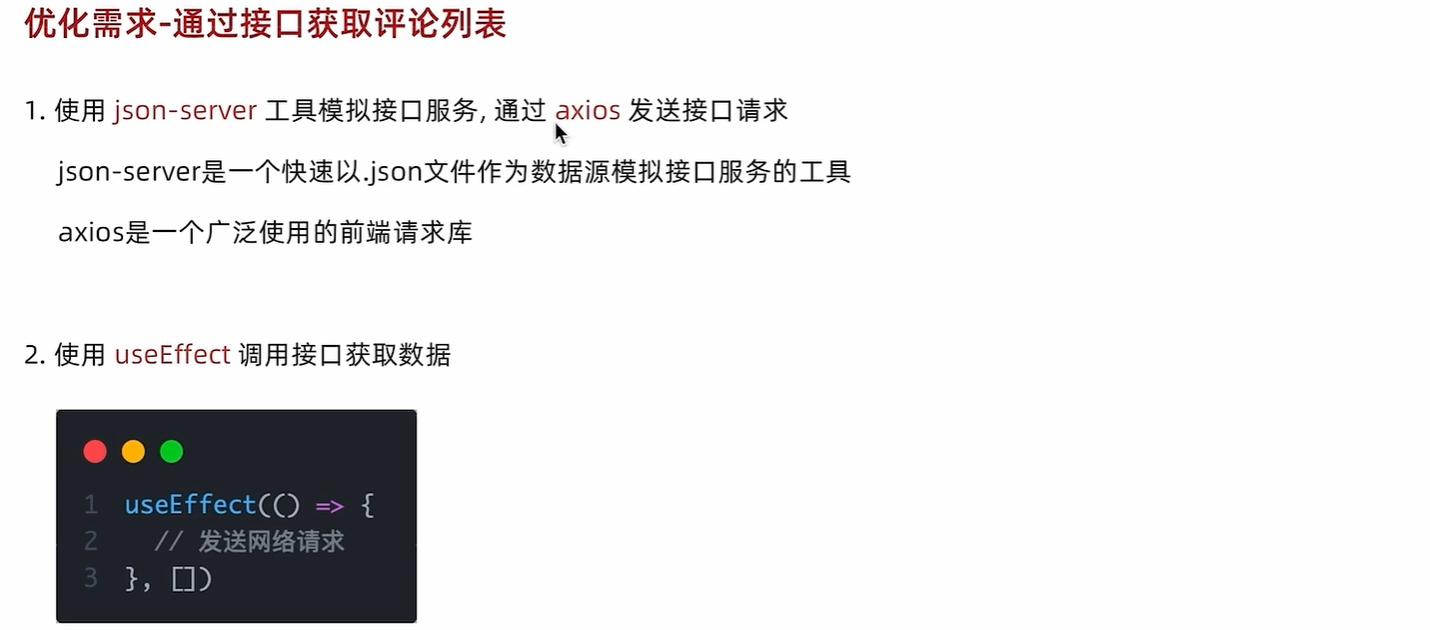 优化需求-通过接口获取评论列表
1. 使用 json-server 工具模拟接口服务, 通过 axios 发送接口请求
json-server是一个快速以.json文件作为数据源模拟接口服务的工具
axios是一个广泛使用的前端请求库
2. 使用 useEffect 调用接口获取数据
1 useEffect(() => {
2   // 发送网络请求
3 }, [])